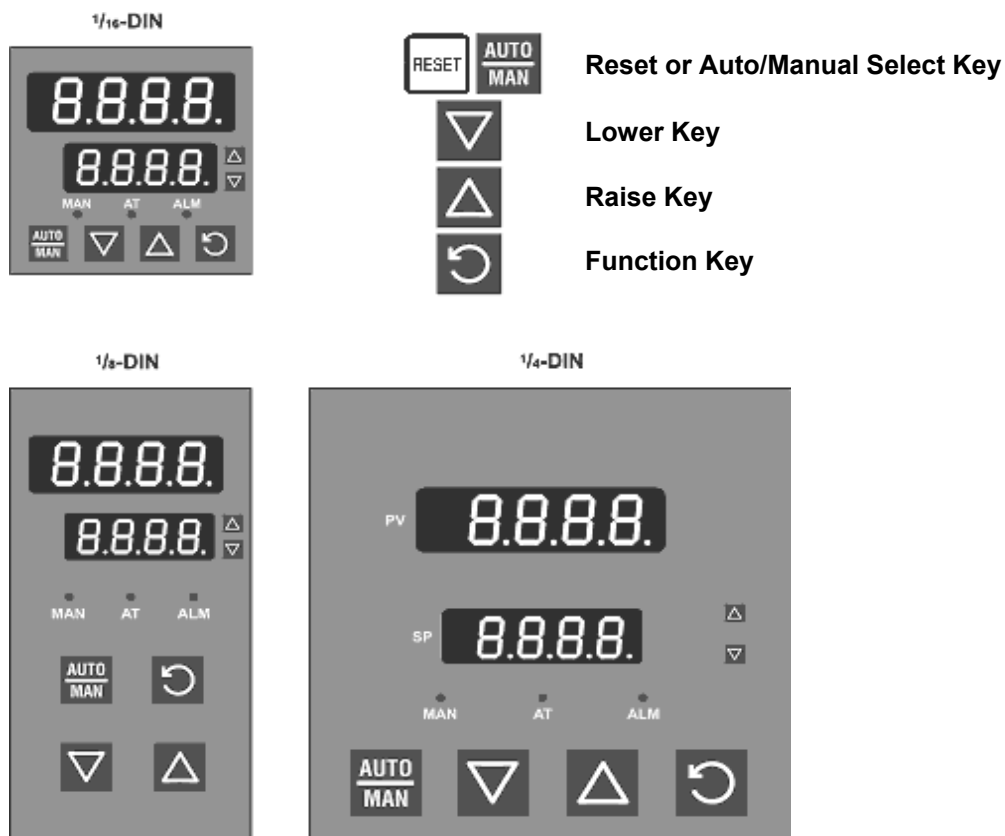 1/16-DIN
8.8.8.8.
8.8.8.8.
MAN AT ALM
AUTO
MAN
RESET
AUTO
MAN
Reset or Auto/Manual Select Key
Lower Key
Raise Key
Function Key
1/8-DIN
8.8.8.8.
8.8.8.8.
MAN AT ALM
AUTO
MAN
1/4-DIN
PV 8.8.8.8.
SP 8.8.8.8.
MAN AT ALM
AUTO
MAN